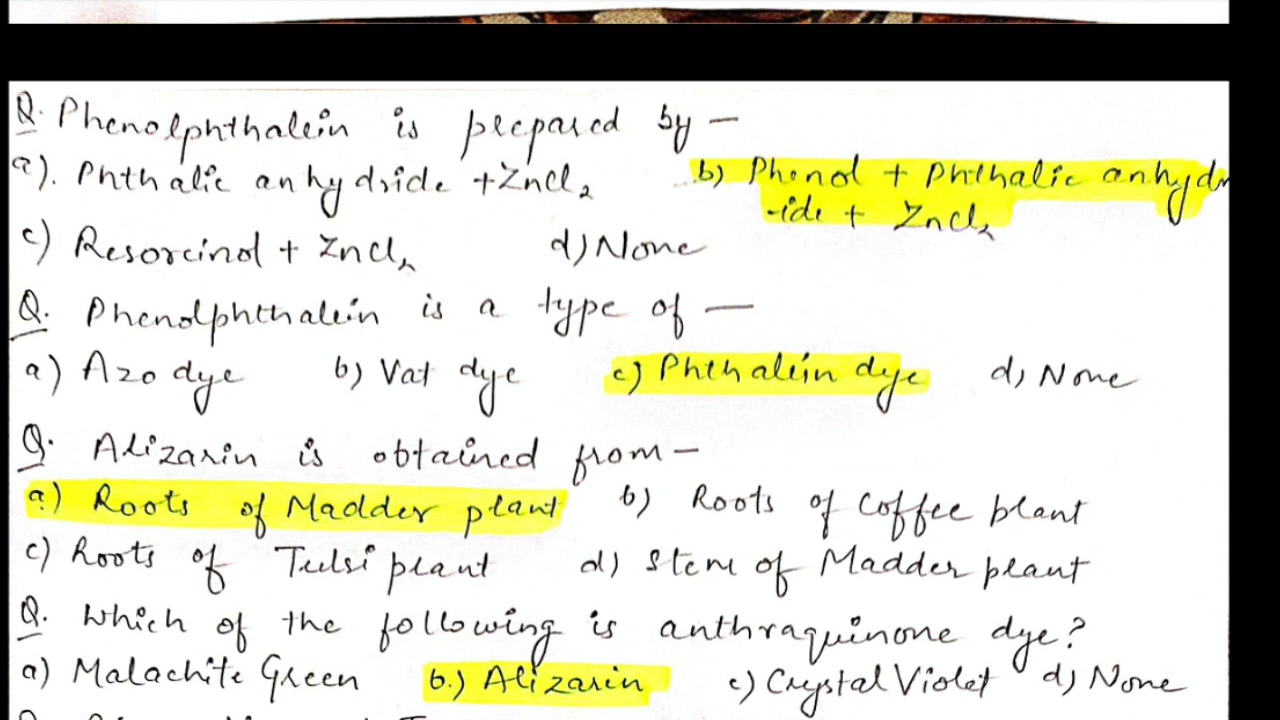 Q. Phenolphthalein is prepared by –
a). Phthalic anhydride + ZnCl₂ b) Phenol + Phthalic anhydr
-ide + ZnCl₂
c) Resorcinol + ZnCl₂ d) None
Q. Phenolphthalein is a type of —
a) Azo dye b) Vat dye c) Phthalein dye d) None
Q. Alizarin is obtained from –
a) Roots of Madder plant b) Roots of Coffee plant
c) Roots of Tulsi plant d) Stem of Madder plant
Q. Which of the following is anthraquinone dye?
a) Malachite Green b.) Alizarin c) Crystal Violet d) None